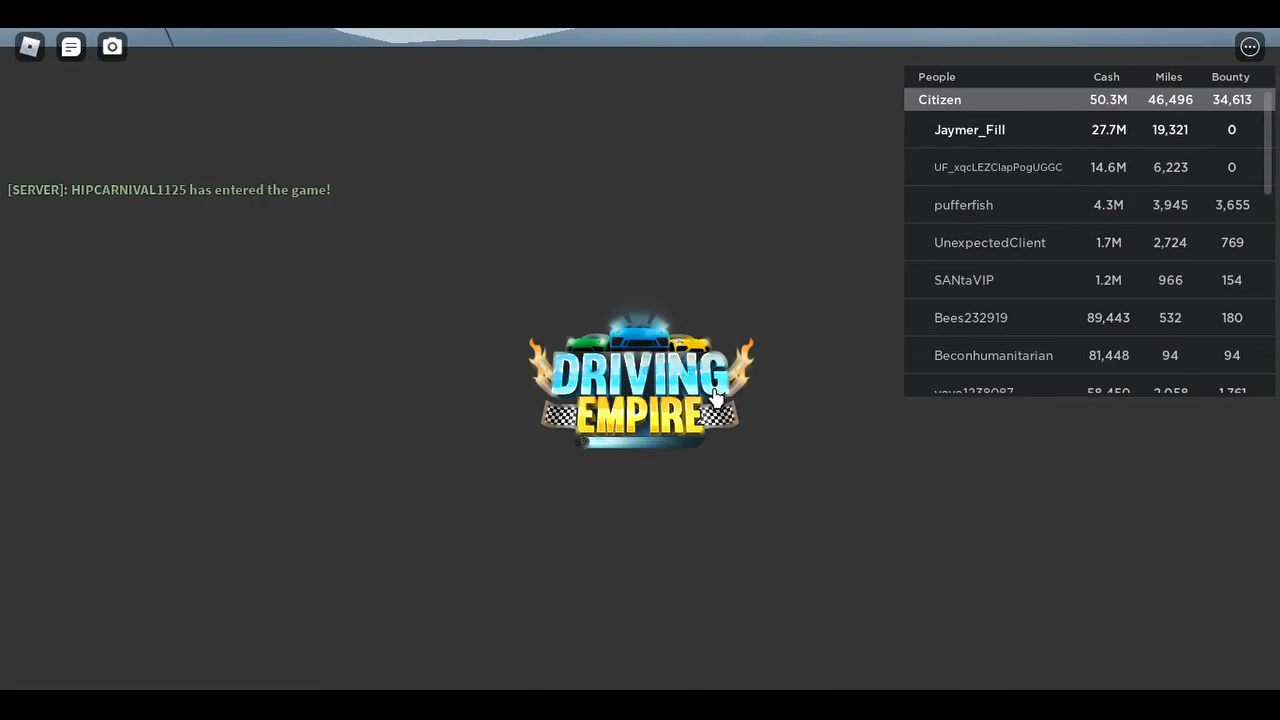 People Cash Miles Bounty
Citizen 50.3M 46,496 34,613
Jaymer_Fill 27.7M 19,321 0
14.6M 6,223 0
pufferfish 4.3M 3,945 3,655
UnexpectedClient 1.7M 2,724 769
SANtaVIP 1.2M 966 154
Bees232919 89,443 532 180
Beconhumanitarian 81,448 94 94
[SERVER]: HIPCARNIVAL1125 has entered the game!
DRIVING
EMPIRE